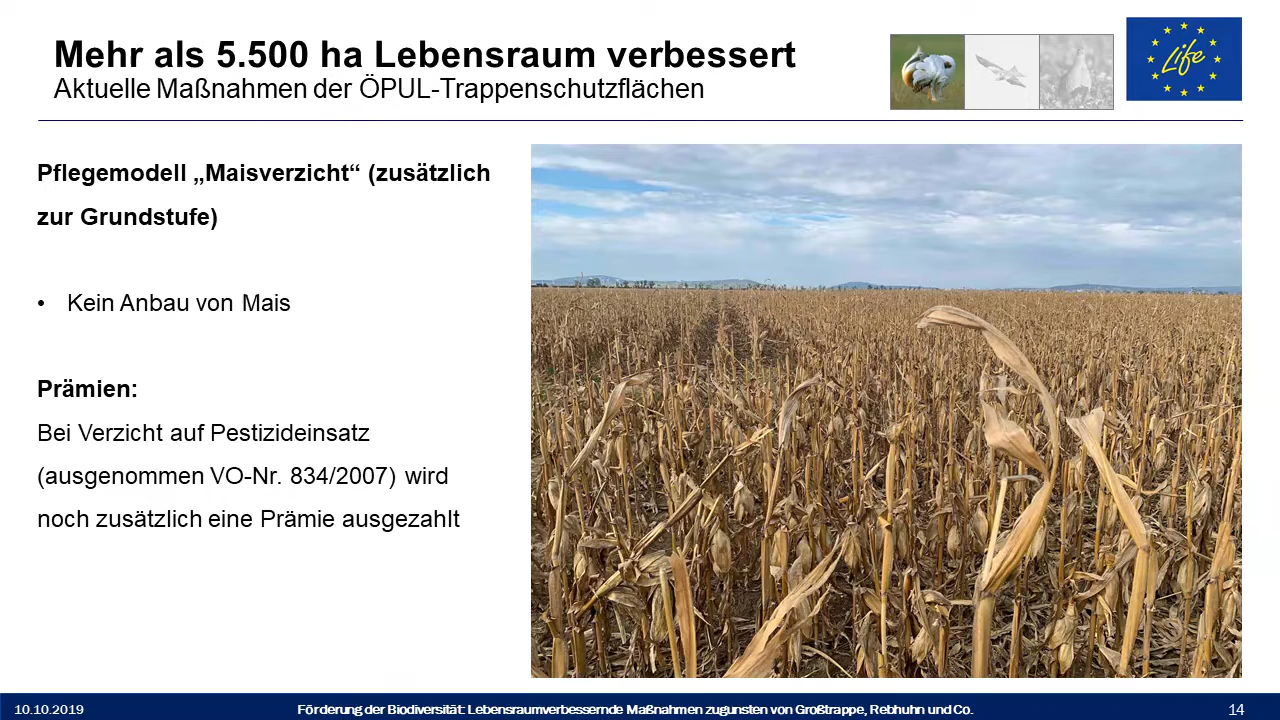 Mehr als 5.500 ha Lebensraum verbessert
Aktuelle Maßnahmen der ÖPUL-Trappenschutzflächen
Life
Pflegemodell „Maisverzicht“ (zusätzlich
zur Grundstufe)
• Kein Anbau von Mais
Prämien:
Bei Verzicht auf Pestizideinsatz
(ausgenommen VO-Nr. 834/2007) wird
noch zusätzlich eine Prämie ausgezahlt
10.10.2019
Förderung der Biodiversität: Lebensraumverbessernde Maßnahmen zugunsten von Großtrappe, Rebhuhn und Co.
14